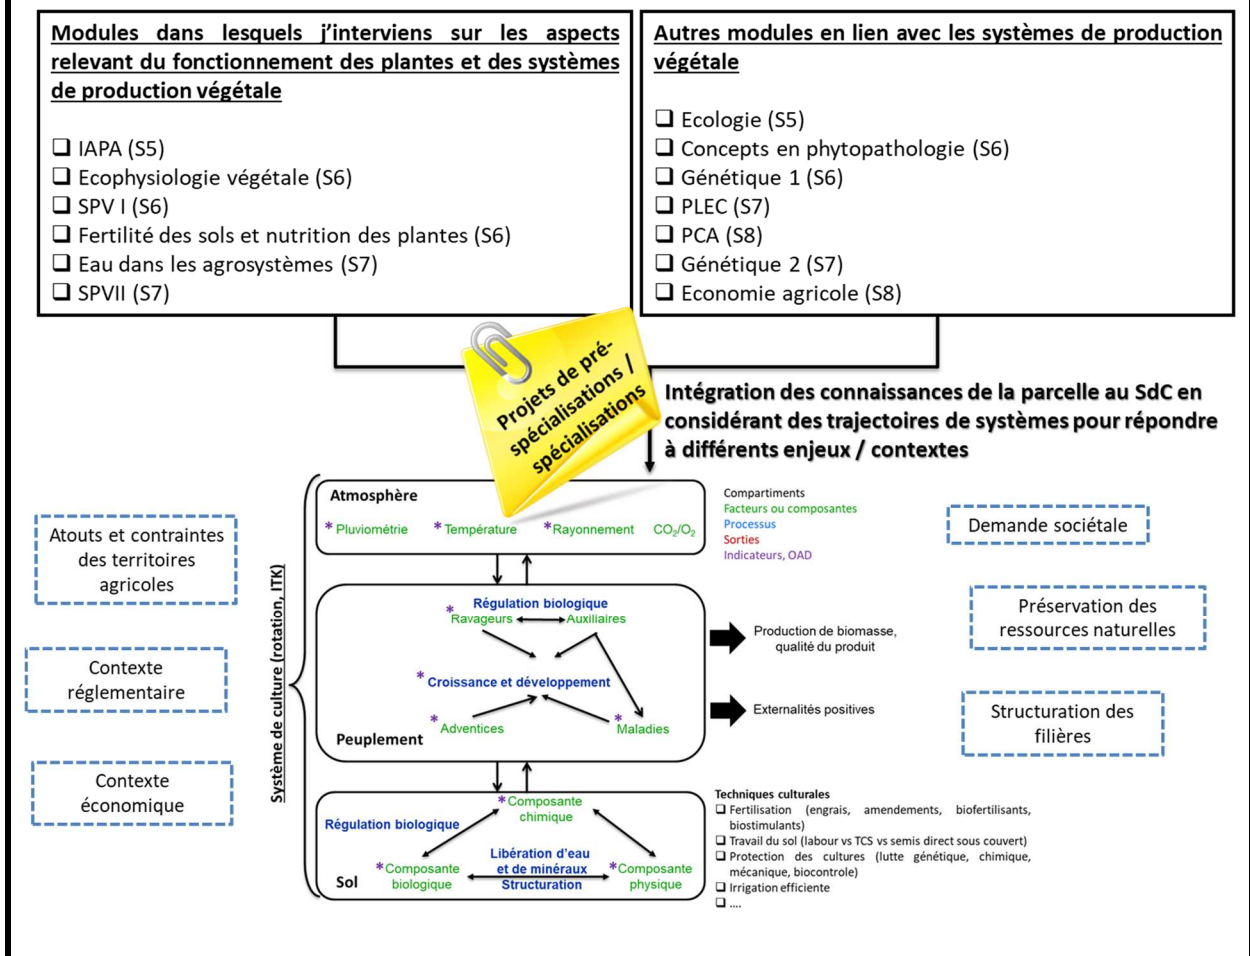 Modules dans lesquels j'interviens sur les aspects
relevant du fonctionnement des plantes et des systèmes
de production végétale
❑ IAPA (S5)
❑ Ecophysiologie végétale (S6)
❑ SPV I (S6)
❑ Fertilité des sols et nutrition des plantes (S6)
❑ Eau dans les agrosystèmes (S7)
❑ SPVII (S7)
Autres modules en lien avec les systèmes de production
végétale
❑ Ecologie (S5)
❑ Concepts en phytopathologie (S6)
❑ Génétique 1 (S6)
❑ PLEC (S7)
❑ PCA (S8)
❑ Génétique 2 (S7)
❑ Economie agricole (S8)
Projets de pré-
spécialisations /
spécialisations
Intégration des connaissances de la parcelle au SdC en
considérant des trajectoires de systèmes pour répondre
à différents enjeux / contextes
Atouts et contraintes
des territoires
agricoles
Contexte
réglementaire
Contexte
économique
Système de culture (rotation, ITK)
Atmosphère
* Pluviométrie * Température * Rayonnement CO₂/O₂
Compartiments
Facteurs ou composantes
Processus
Sorties
Indicateurs, OAD
Régulation biologique
* Ravageurs Auxiliaires
* Croissance et développement
* Adventices * Maladies
Peuplement
Production de biomasse,
qualité du produit
Externalités positives
* Composante
chimique
Régulation biologique
Libération d'eau
et de minéraux
Structuration
* Composante
biologique
* Composante
physique
Sol
Techniques culturales
❑ Fertilisation (engrais, amendements, biofertilisants,
biostimulants)
❑ Travail du sol (labour vs TCS vs semis direct sous couvert)
❑ Protection des cultures (lutte génétique, chimique,
mécanique, biocontrole)
❑ Irrigation efficiente
❑ ....
Demande sociétale
Préservation des
ressources naturelles
Structuration des
filières